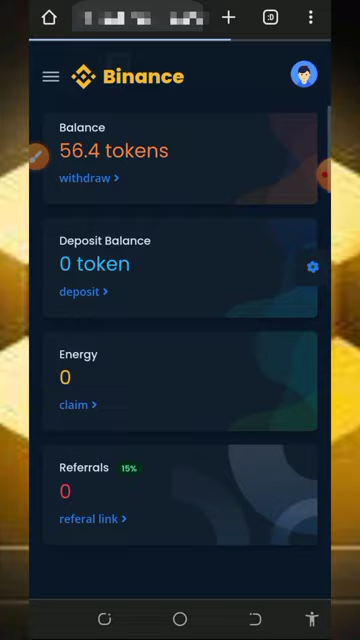 :D
Binance
Balance
56.4 tokens
withdraw >
Deposit Balance
0 token
deposit >
Energy
0
claim >
Referrals 15%
0
referal link >